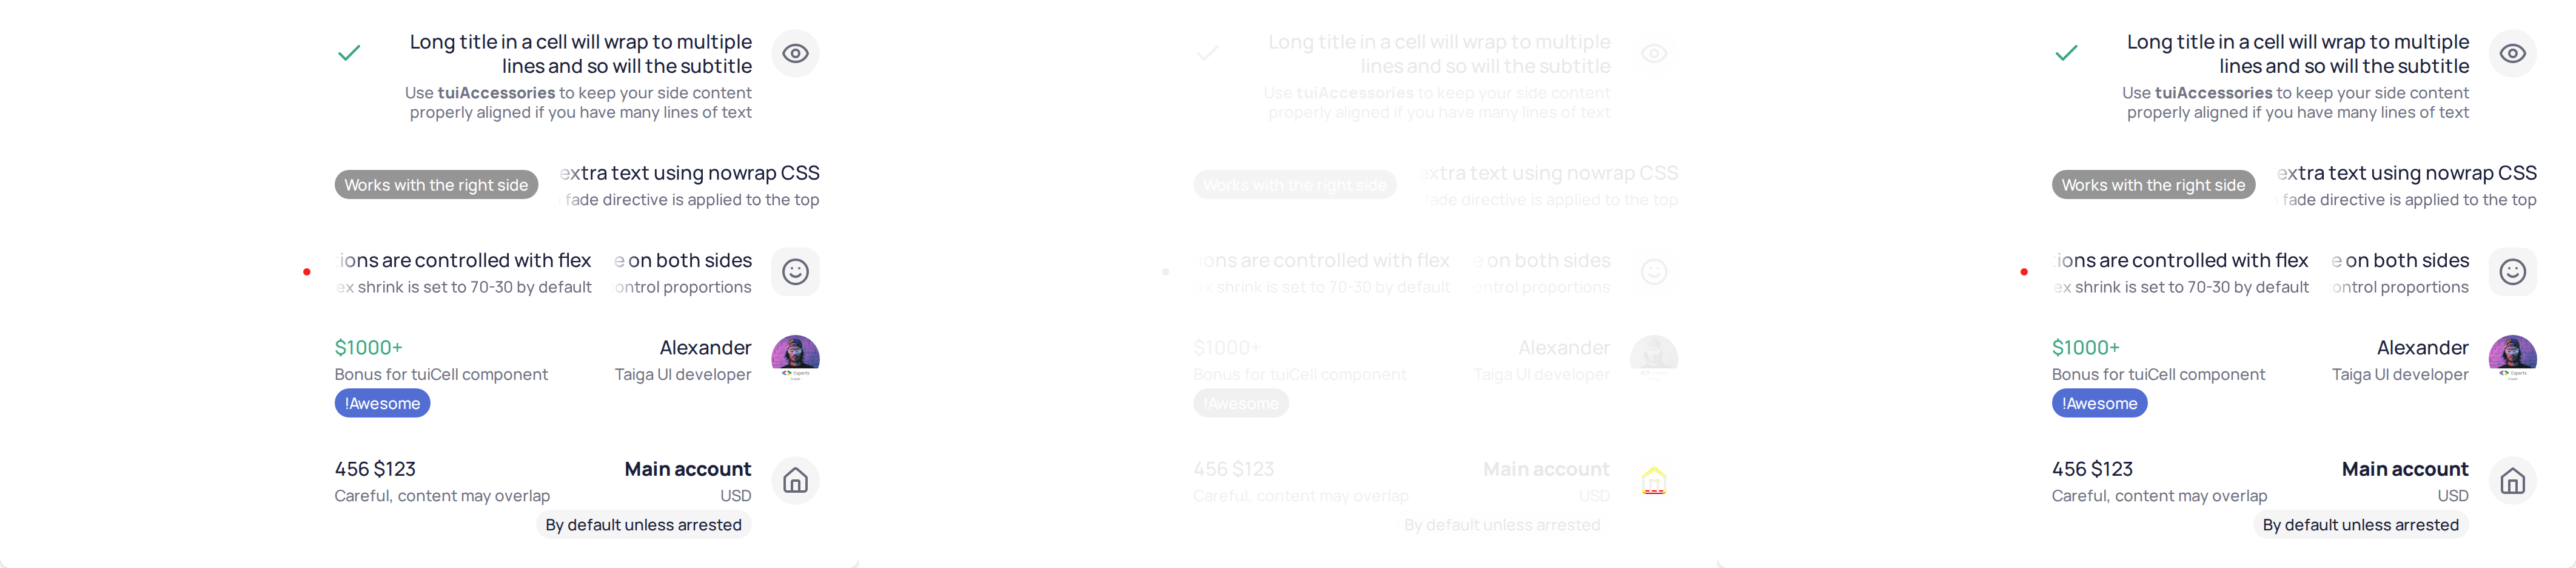 Long title in a cell will wrap to multiple
lines and so will the subtitle
Use tuiAccessories to keep your side content
properly aligned if you have many lines of text
Works with the right side
extra text using nowrap CSS
fade directive is applied to the top
ions are controlled with flex
ex shrink is set to 70-30 by default
e on both sides
ontrol proportions
$1000+
Bonus for tuiCell component
!Awesome
Alexander
Taiga UI developer
456 $123
Careful, content may overlap
Main account
USD
By default unless arrested
Long title in a cell will wrap to multiple
lines and so will the subtitle
Use tuiAccessories to keep your side content
properly aligned if you have many lines of text
Works with the right side
extra text using nowrap CSS
fade directive is applied to the top
ions are controlled with flex
ex shrink is set to 70-30 by default
e on both sides
ontrol proportions
$1000+
Bonus for tuiCell component
!Awesome
Alexander
Taiga UI developer
456 $123
Careful, content may overlap
Main account
USD
By default unless arrested
Long title in a cell will wrap to multiple
lines and so will the subtitle
Use tuiAccessories to keep your side content
properly aligned if you have many lines of text
Works with the right side
extra text using nowrap CSS
fade directive is applied to the top
ions are controlled with flex
ex shrink is set to 70-30 by default
e on both sides
ontrol proportions
$1000+
Bonus for tuiCell component
!Awesome
Alexander
Taiga UI developer
456 $123
Careful, content may overlap
Main account
USD
By default unless arrested